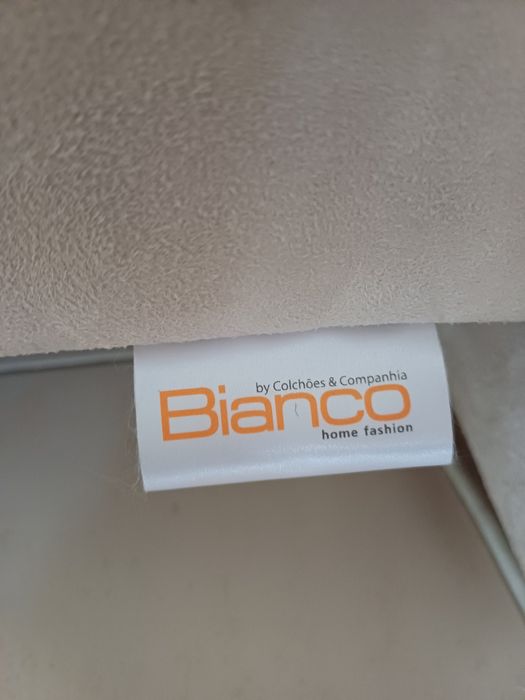 by Colchões & Companhia
Bianco
home fashion